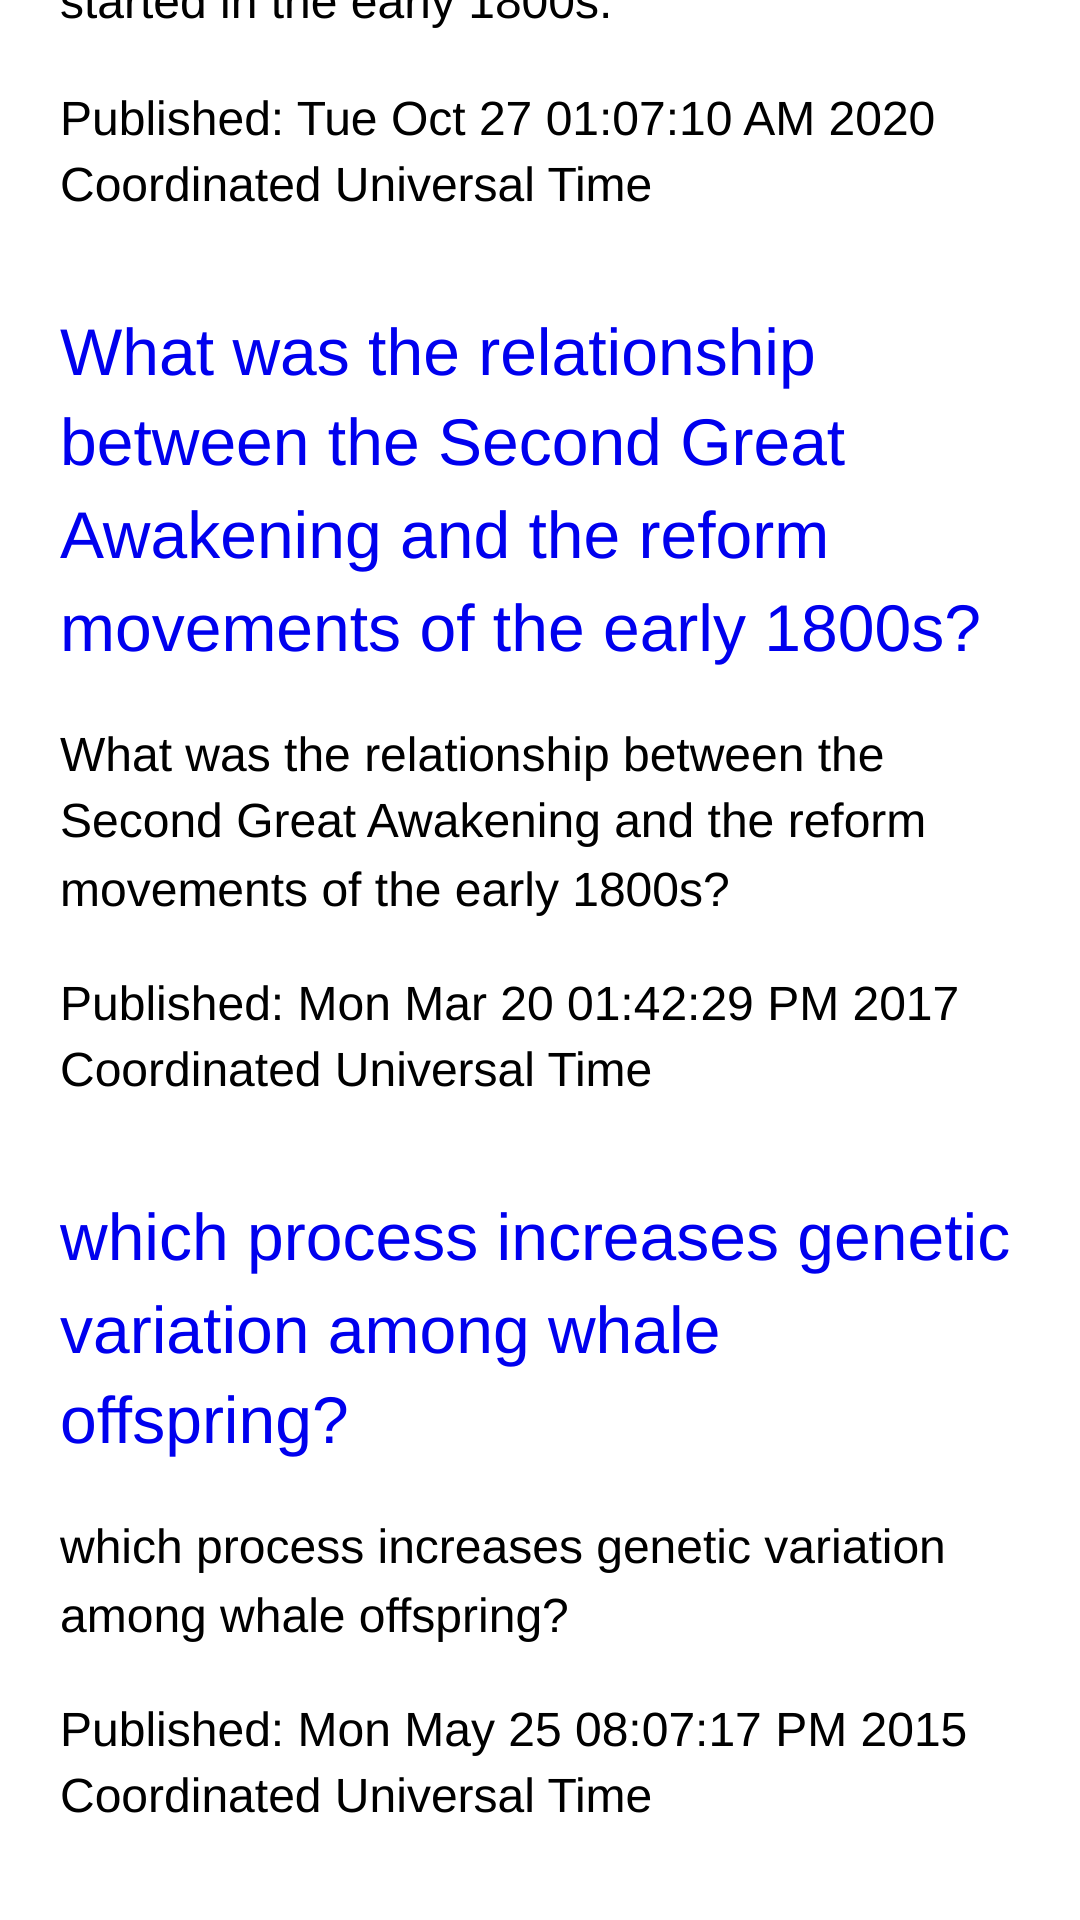 started in the early 1800s.
Published: Tue Oct 27 01:07:10 AM 2020
Coordinated Universal Time
What was the relationship
between the Second Great
Awakening and the reform
movements of the early 1800s?
What was the relationship between the
Second Great Awakening and the reform
movements of the early 1800s?
Published: Mon Mar 20 01:42:29 PM 2017
Coordinated Universal Time
which process increases genetic
variation among whale
offspring?
which process increases genetic variation
among whale offspring?
Published: Mon May 25 08:07:17 PM 2015
Coordinated Universal Time